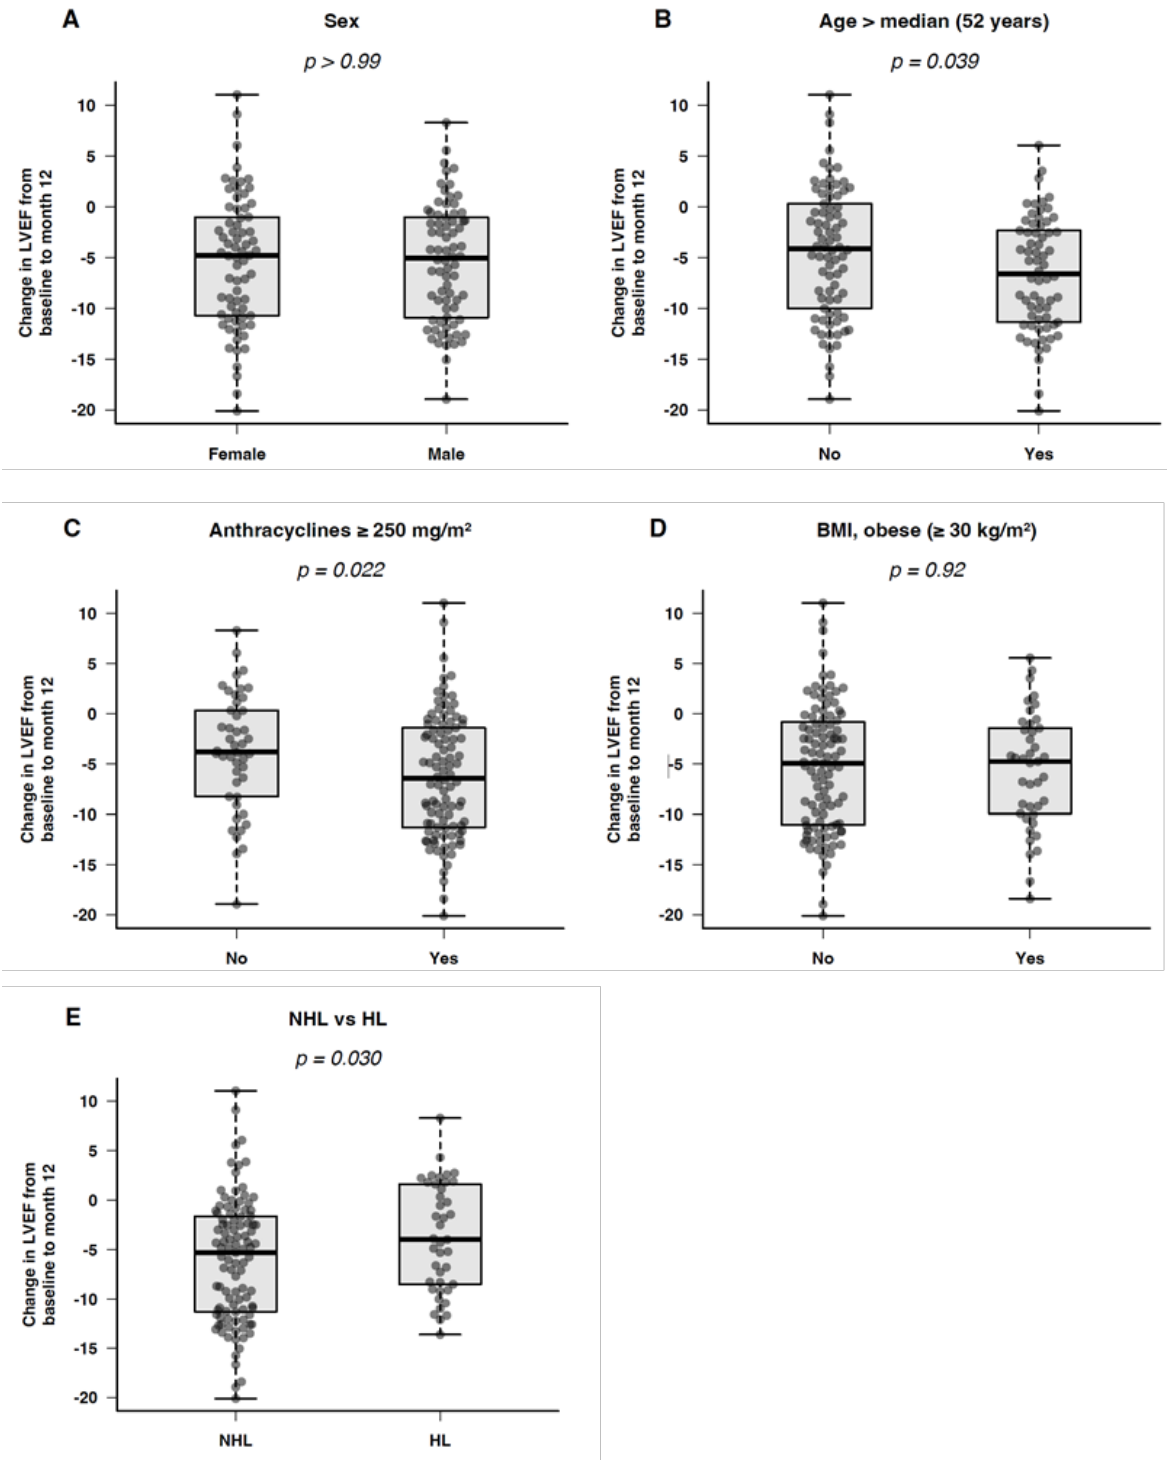 A Sex
p > 0.99
Change in LVEF from
baseline to month 12
10
5
0
-5
-10
-15
-20
Female Male
B Age > median (52 years)
p = 0.039
Change in LVEF from
baseline to month 12
10
5
0
-5
-10
-15
-20
No Yes
C Anthracyclines ≥ 250 mg/m²
p = 0.022
Change in LVEF from
baseline to month 12
10
5
0
-5
-10
-15
-20
No Yes
D BMI, obese (≥ 30 kg/m²)
p = 0.92
Change in LVEF from
baseline to month 12
10
5
0
-5
-10
-15
-20
No Yes
E NHL vs HL
p = 0.030
Change in LVEF from
baseline to month 12
10
5
0
-5
-10
-15
-20
NHL HL